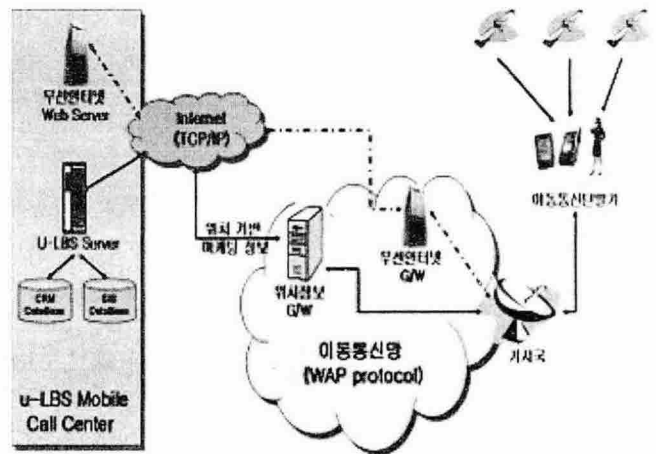 무선인터넷
Web Server
Internet
(TCP/IP)
U-LBS Server
CRM
DataBase
GIS
DataBase
u-LBS Mobile
Call Center
위치 기반
마케팅 정보
위치정보
G/W
무선인터넷
G/W
이동통신망
(WAP protocol)
이동통신단말기
기지국